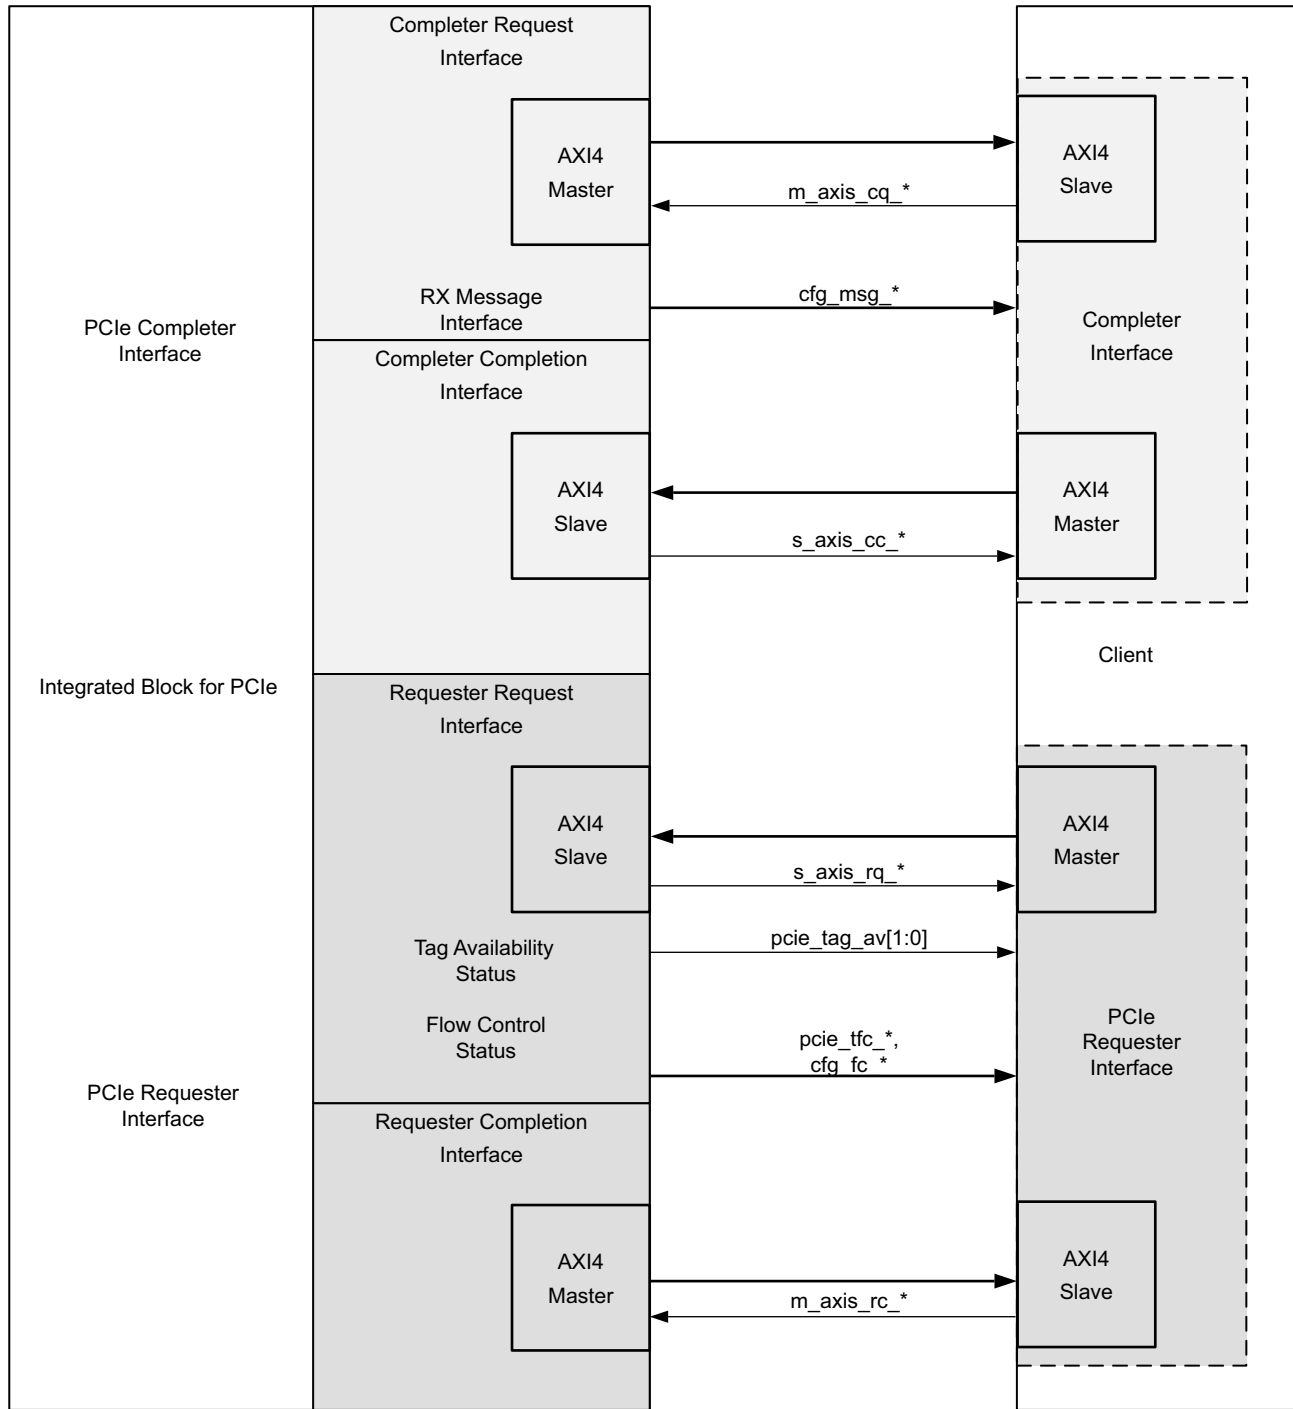 Completer Request
Interface
AXI4
Master
AXI4
Slave
m_axis_cq_*
RX Message
Interface
cfg_msg_*
PCIe Completer
Interface
Completer
Interface
Completer Completion
Interface
AXI4
Slave
AXI4
Master
s_axis_cc_*
Client
Integrated Block for PCIe
Requester Request
Interface
AXI4
Slave
AXI4
Master
s_axis_rq_*
Tag Availability
Status
pcie_tag_av[1:0]
Flow Control
Status
pcie_tfc_*,
cfg_fc_*
PCIe
Requester
Interface
PCIe Requester
Interface
Requester Completion
Interface
AXI4
Master
AXI4
Slave
m_axis_rc_*